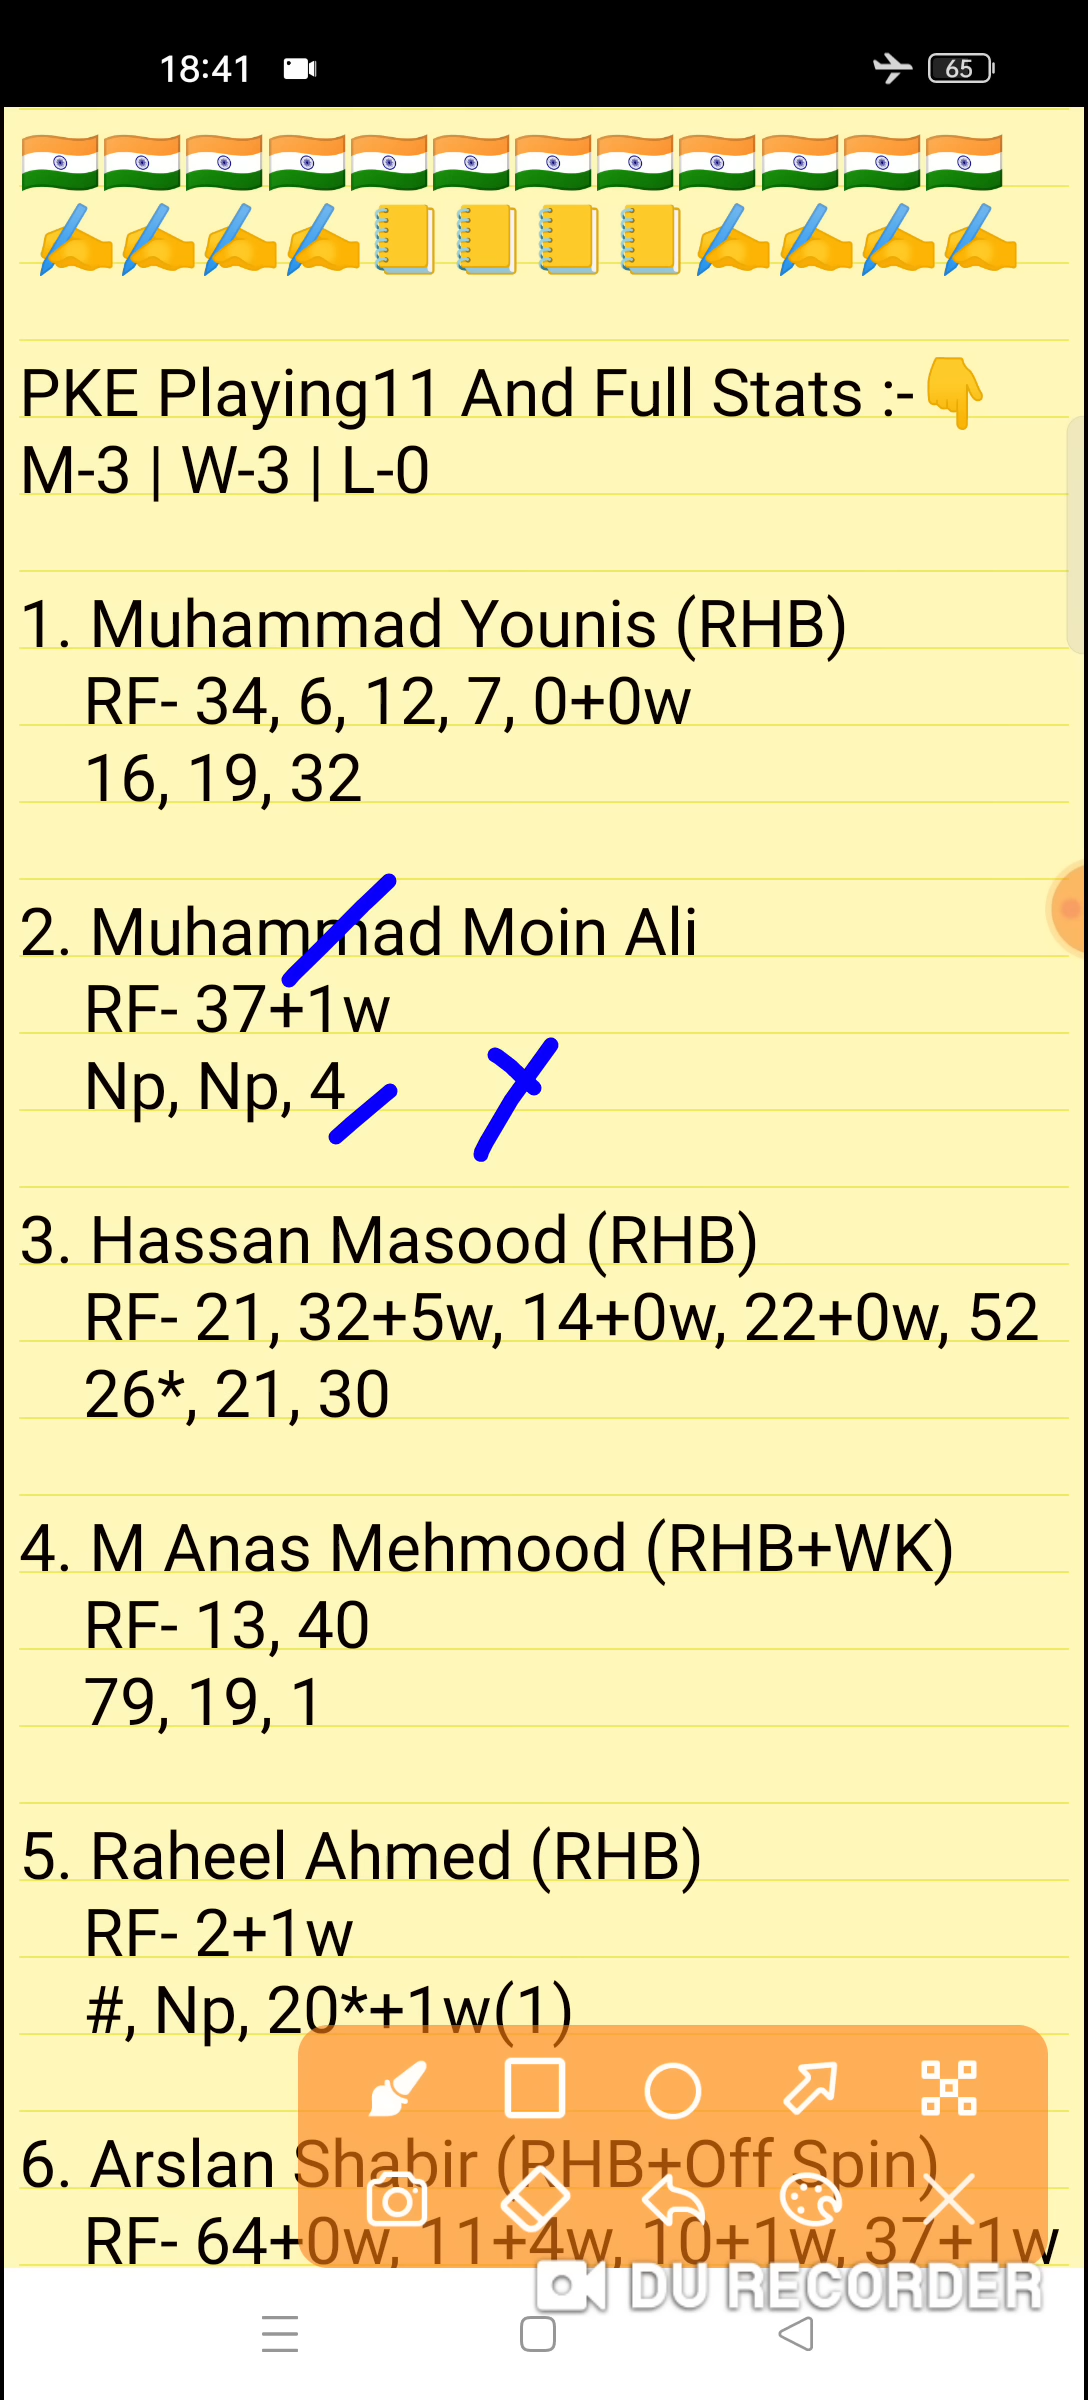 18:41
65
🇮🇳🇮🇳🇮🇳🇮🇳🇮🇳🇮🇳🇮🇳🇮🇳🇮🇳🇮🇳🇮🇳🇮🇳
✍️✍️✍️✍️📒📒📒📒✍️✍️✍️✍️
PKE Playing11 And Full Stats :-👇
M-3 | W-3 | L-0
1. Muhammad Younis (RHB)
RF- 34, 6, 12, 7, 0+0w
16, 19, 32
2. Muhammad Moin Ali
RF- 37+1w
Np, Np, 4
3. Hassan Masood (RHB)
RF- 21, 32+5w, 14+0w, 22+0w, 52
26*, 21, 30
4. M Anas Mehmood (RHB+WK)
RF- 13, 40
79, 19, 1
5. Raheel Ahmed (RHB)
RF- 2+1w
#, Np, 20*+1w(1)
6. Arslan Shabir (RHB+Off Spin)
RF- 64+0w, 11+4w, 10+1w, 37+1w
DU RECORDER